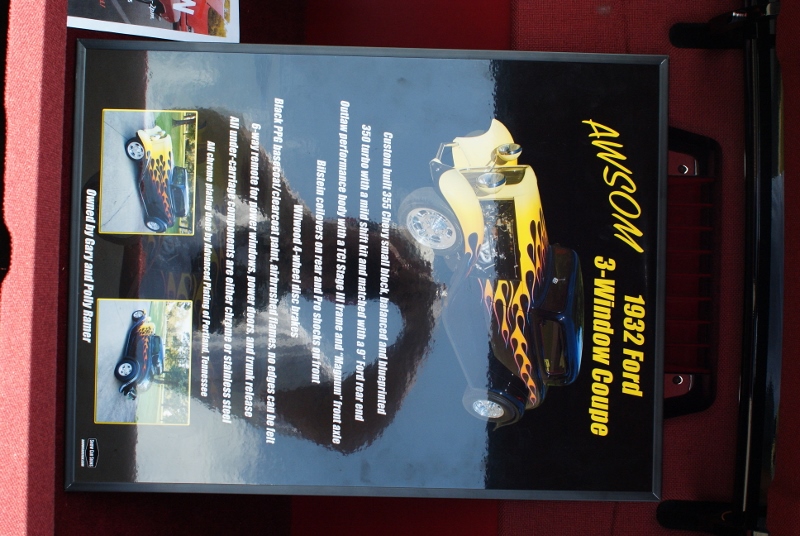 AWSOM
1932 Ford
3-Window Coupe
Custom built 355 Chevy small block, balanced and blueprinted
350 turbo with a mild shift kit and matched with a 9" Ford rear end
Outlaw performance body with a TCI Stage III frame and "Magnum" front axle
Bilstein coilovers on rear and Pro Shocks on front
Wilwood 4-wheel disc brakes
Black PPG basecoat/clearcoat paint, airbrushed flames, no edges can be felt
6-way remote for power windows, power doors, and trunk release
All under-carriage components are either chrome or stainless steel
All chrome plating done by Advanced Plating of Portland, Tennessee
Owned by Gary and Polly Ramer